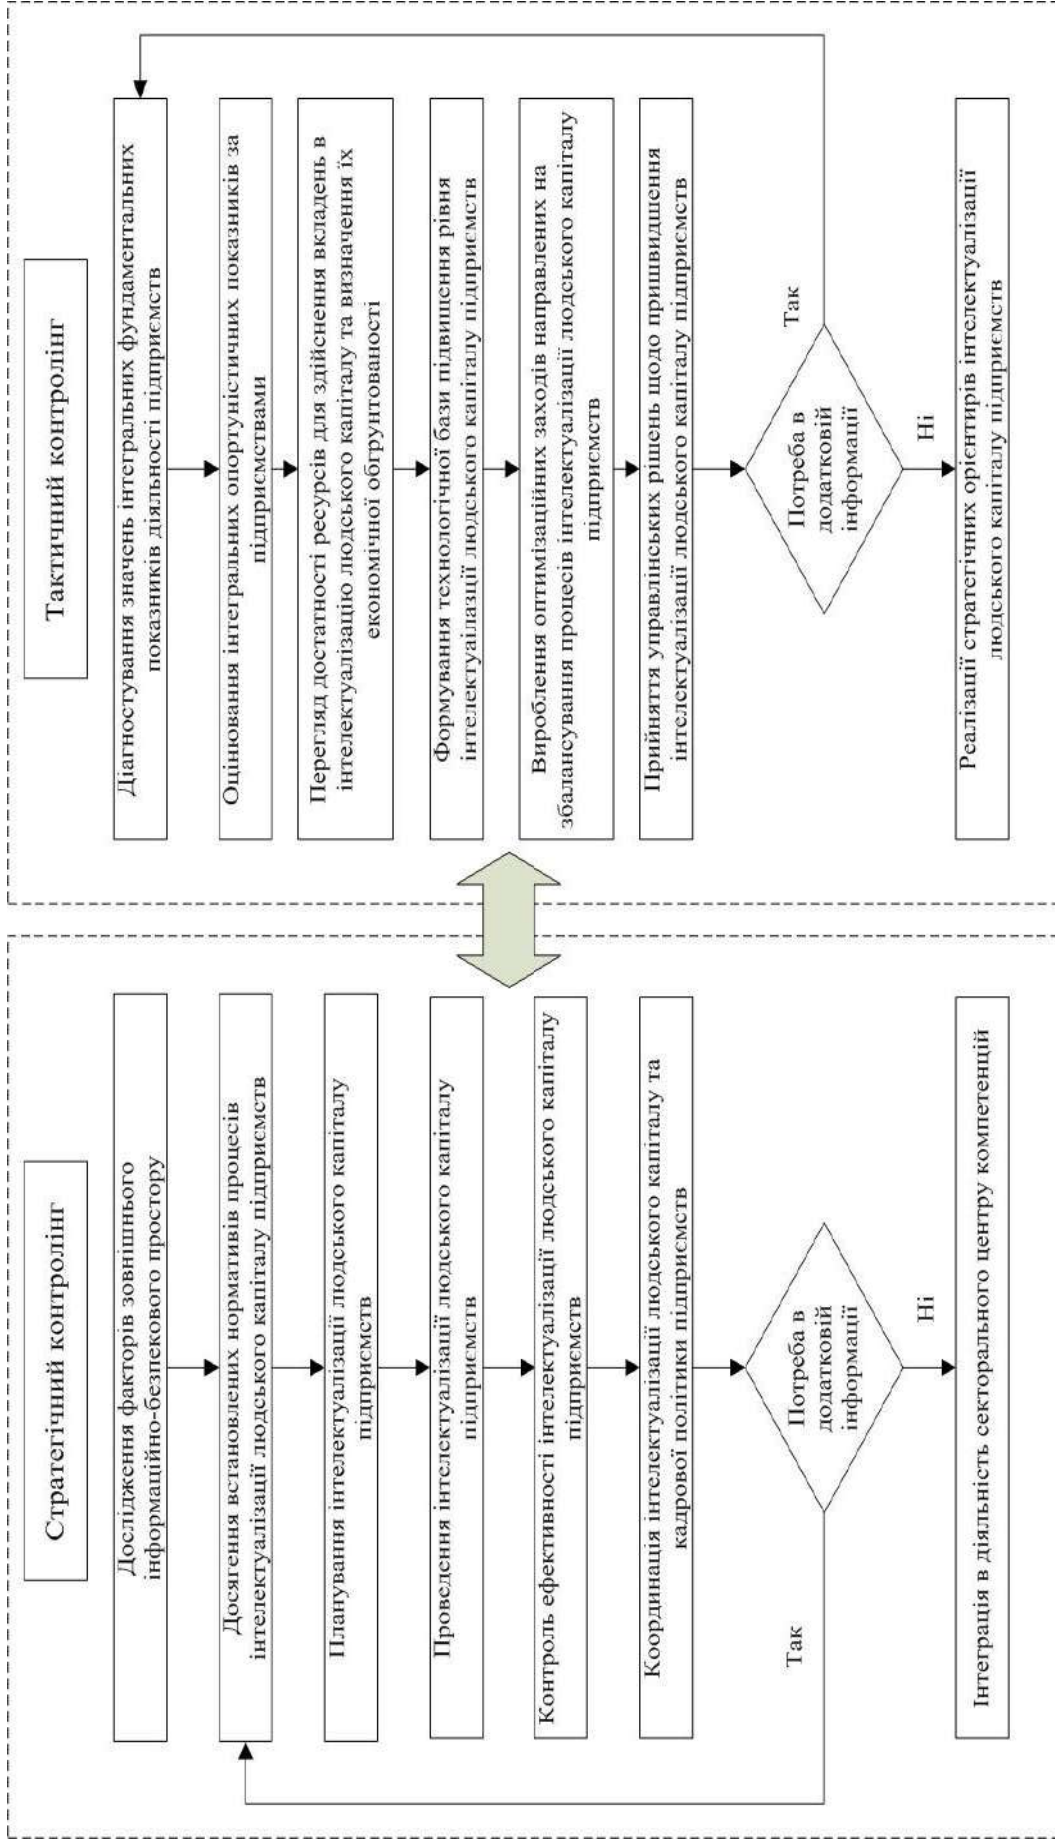 Стратегічний контролінг
Дослідження факторів зовнішнього
інформаційно-безпекового простору
Досягення встановлених нормативів процесів
інтелектуалізації людського капіталу підприємств
Планування інтелектуалізації людського капіталу
підприємств
Проведення інтелектуалізації людського капіталу
підприємств
Контроль ефективності інтелектуалізації людського капіталу
підприємств
Координація інтелектуалізації людського капіталу та
кадрової політики підприємств
Потреба в
додатковій
інформації
Так
Ні
Інтеграція в діяльність секторального центру компетенцій
Тактичний контролінг
Діагностування значень інтегральних фундаментальних
показників діяльності підприємств
Оцінювання інтегральних опортуністичних показників за
підприємствами
Перегляд достатності ресурсів для здійснення вкладень в
інтелектуалізацію людського капіталу та визначення їх
економічної обгрунтованості
Формування технологічної бази підвищення рівня
інтелектуаілазції людського капіталу підприємств
Вироблення оптимізаційних заходів направлених на
збалансування процесів інтелектуалізації людського капіталу
підприємств
Прийняття управлінських рішень щодо пришвидшення
інтелектуалізації людського капіталу підприємств
Потреба в
додатковій
інформації
Так
Ні
Реалізації стратегічних орієнтирів інтелектуалізації
людського капіталу підприємств